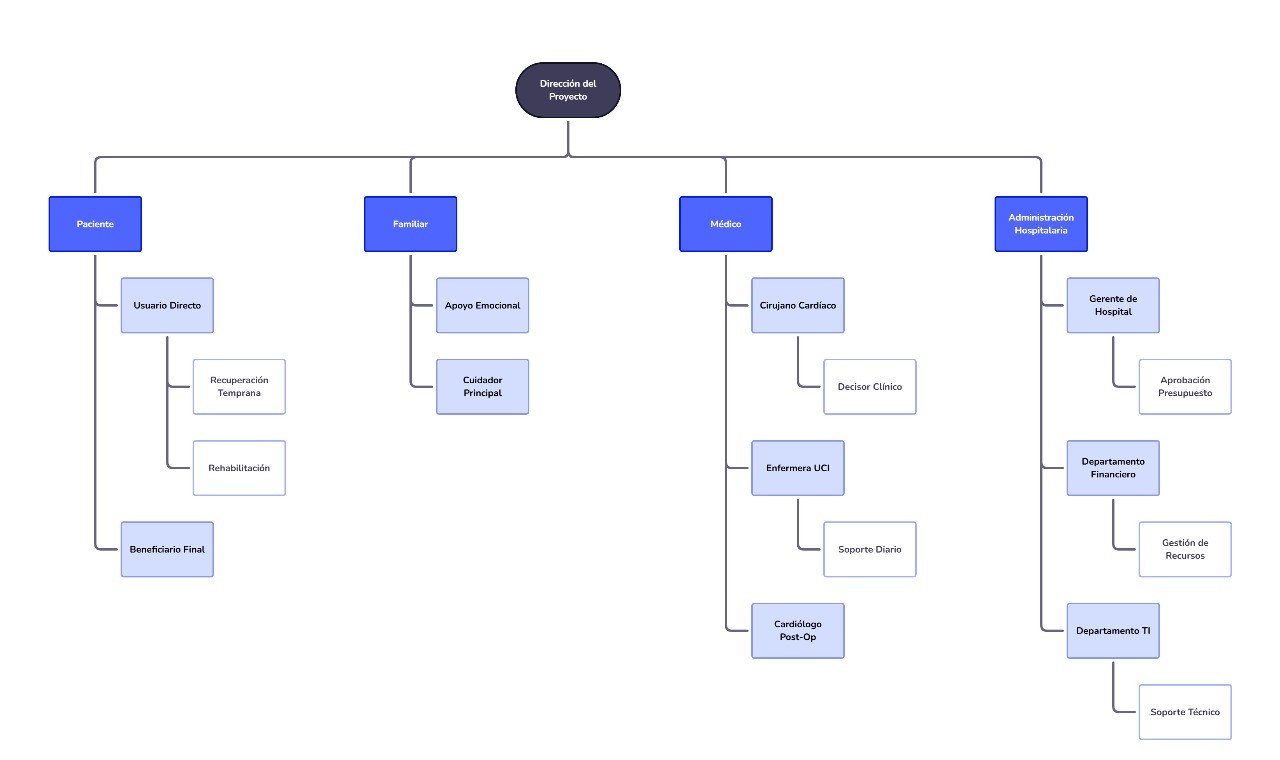 Dirección del
Proyecto
Paciente
Usuario Directo
Recuperación
Temprana
Rehabilitación
Beneficiario Final
Familiar
Apoyo Emocional
Cuidador
Principal
Médico
Cirujano Cardíaco
Decisor Clínico
Enfermera UCI
Soporte Diario
Cardiólogo
Post-Op
Administración
Hospitalaria
Gerente de
Hospital
Aprobación
Presupuesto
Departamento
Financiero
Gestión de
Recursos
Departamento TI
Soporte Técnico